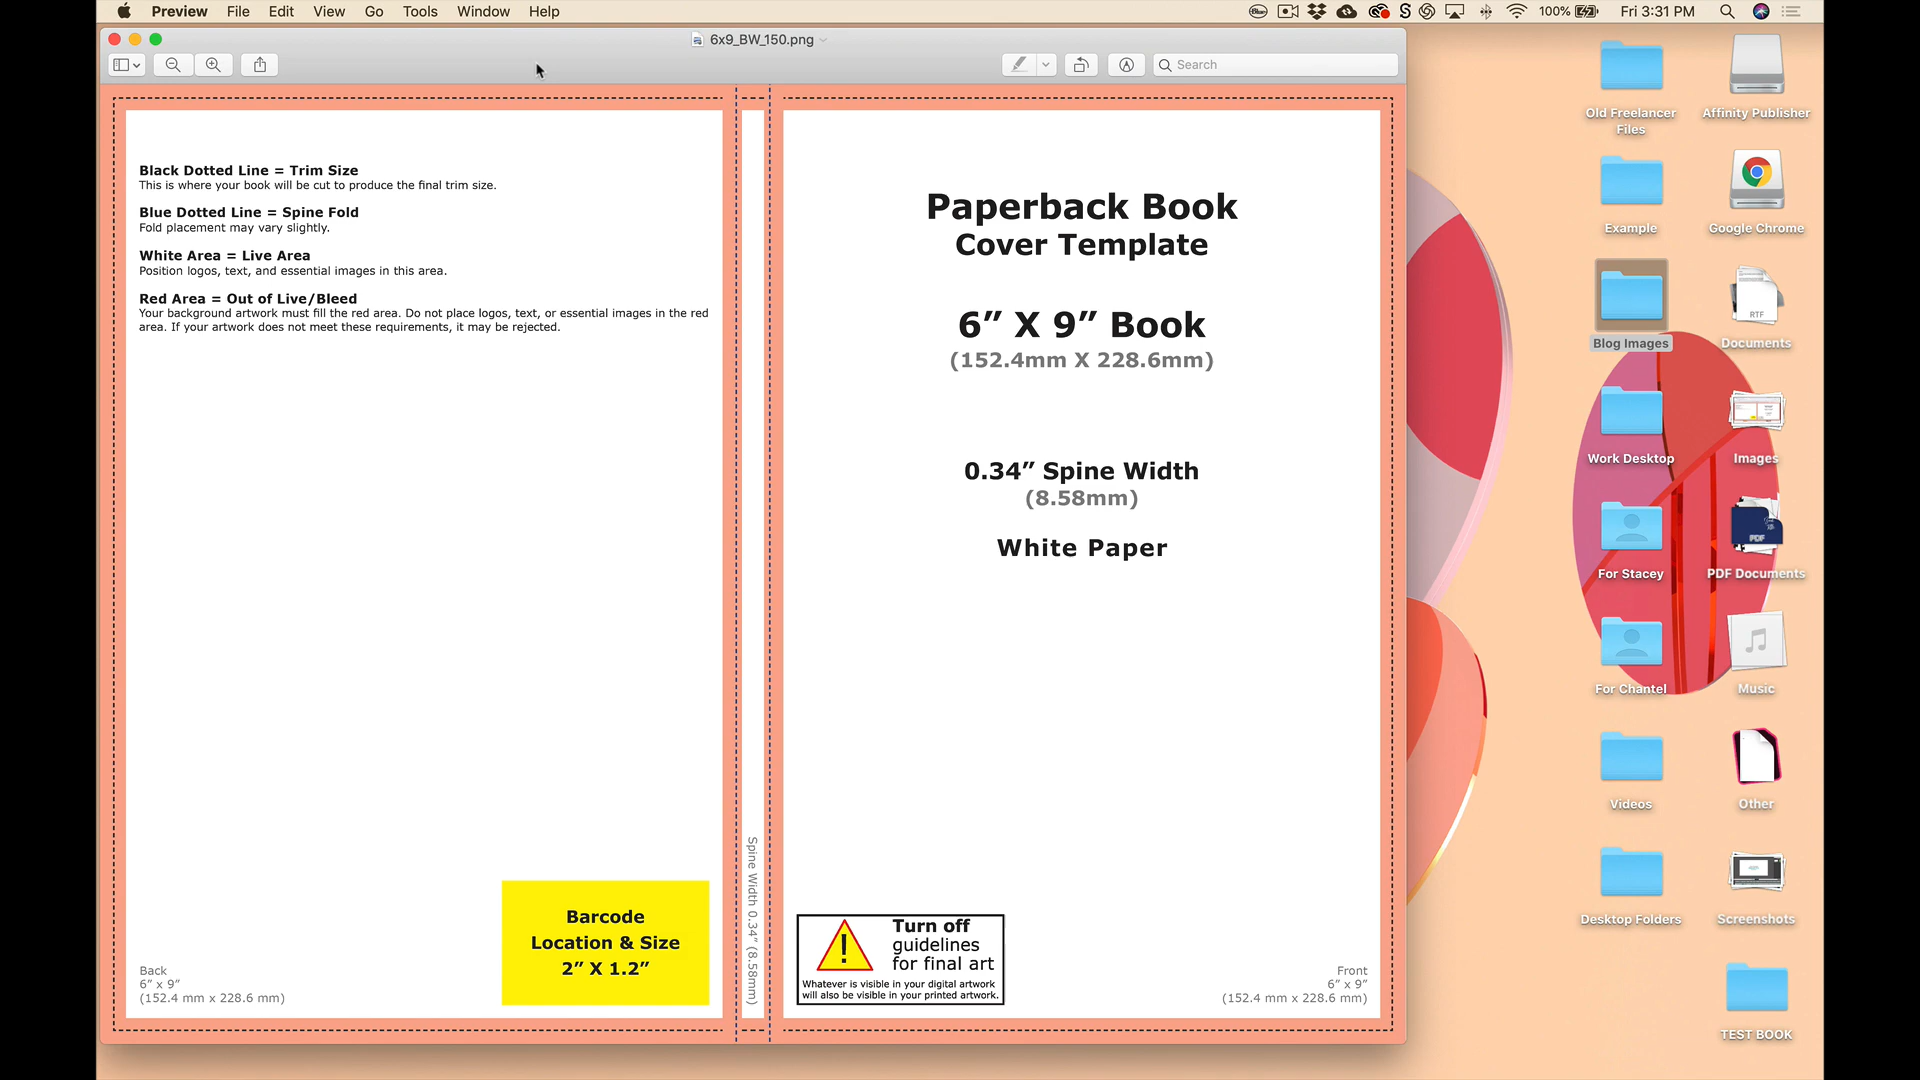 Preview File Edit View Go Tools Window Help
100% Fri 3:31 PM
6x9_BW_150.png
Search
Black Dotted Line = Trim Size
This is where your book will be cut to produce the final trim size.
Blue Dotted Line = Spine Fold
Fold placement may vary slightly.
White Area = Live Area
Position logos, text, and essential images in this area.
Red Area = Out of Live/Bleed
Your background artwork must fill the red area. Do not place logos, text, or essential images in the red
area. If your artwork does not meet these requirements, it may be rejected.
Barcode
Location & Size
2” X 1.2”
Back
6” x 9”
(152.4 mm x 228.6 mm)
Spine Width 0.34” (8.58mm)
Paperback Book
Cover Template
6” X 9” Book
(152.4mm X 228.6mm)
0.34” Spine Width
(8.58mm)
White Paper
!
Turn off
guidelines
for final art
Whatever is visible in your digital artwork
will also be visible in your printed artwork.
Front
6” x 9”
(152.4 mm x 228.6 mm)
Old Freelancer
Files
Affinity Publisher
Example
Google Chrome
Blog Images
RTF
Documents
Work Desktop
Images
For Stacey
PDF
PDF Documents
For Chantel
Music
Videos
Other
Desktop Folders
Screenshots
TEST BOOK